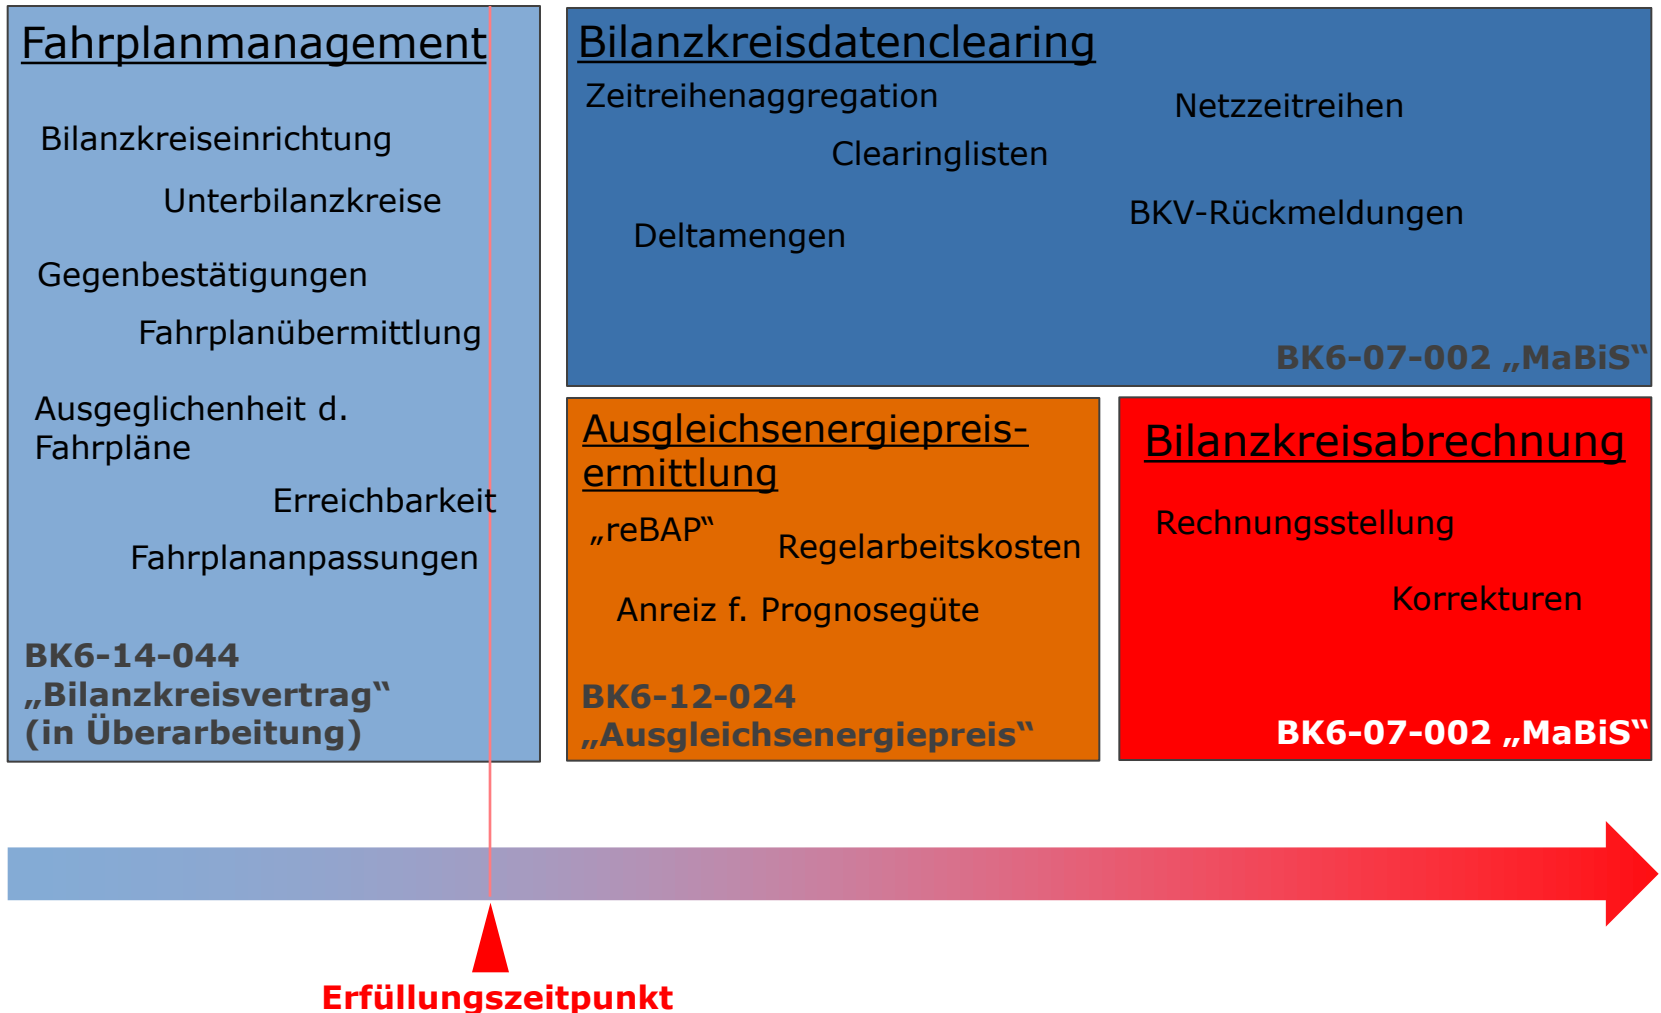 Fahrplanmanagement
Bilanzkreiseinrichtung
Unterbilanzkreise
Gegenbestätigungen
Fahrplanübermittlung
Ausgeglichenheit d.
Fahrpläne
Erreichbarkeit
Fahrplananpassungen
BK6-14-044
„Bilanzkreisvertrag“
(in Überarbeitung)
Bilanzkreisdatenclearing
Zeitreihenaggregation
Netzzeitreihen
Clearinglisten
BKV-Rückmeldungen
Deltamengen
BK6-07-002 „MaBiS“
Ausgleichsenergiepreis-
ermittlung
„reBAP“
Regelarbeitskosten
Anreiz f. Prognosegüte
BK6-12-024
„Ausgleichsenergiepreis“
Bilanzkreisabrechnung
Rechnungsstellung
Korrekturen
BK6-07-002 „MaBiS“
Erfüllungszeitpunkt